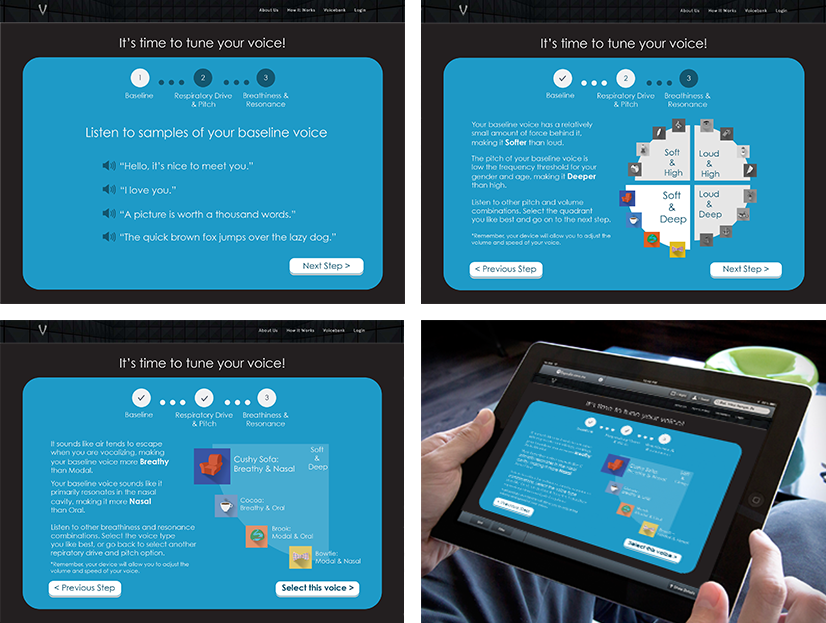 V
About Us How It Works Voicebank Login
It's time to tune your voice!
1 2 3
Baseline Respiratory Drive Breathiness &
& Pitch Resonance
Listen to samples of your baseline voice
"Hello, it's nice to meet you."
"I love you."
"A picture is worth a thousand words."
"The quick brown fox jumps over the lazy dog."
Next Step >
V
About Us How It Works Voicebank Login
It's time to tune your voice!
2 3
Baseline Respiratory Drive Breathiness &
& Pitch Resonance
Your baseline voice has a relatively
small amount of force behind it,
making it Softer than loud.
The pitch of your baseline voice is
low the frequency threshold for your
gender and age, making it Deeper
than high.
Listen to other pitch and volume
combinations. Select the quadrant
you like best and go on to the next step.
*Remember, your device will allow you to adjust the
volume and speed of your voice.
Soft
&
High
Loud
&
High
Soft
&
Deep
Loud
&
Deep
< Previous Step
Next Step >
V
About Us How It Works Voicebank Login
It's time to tune your voice!
3
Baseline Respiratory Drive Breathiness &
& Pitch Resonance
It sounds like air tends to escape
when you are vocalizing, making
your baseline voice more Breathy
than Modal.
Your baseline voice sounds like it
primarily resonates in the nasal
cavity, making it more Nasal
than Oral.
Listen to other breathiness and resonance
combinations. Select the voice type
you like best, or go back to select another
repiratory drive and pitch option.
*Remember, your device will allow you to adjust the
volume and speed of your voice.
Soft
&
Deep
Cushy Sofa:
Breathy & Nasal
Cocoa:
Breathy & Oral
Brook:
Modal & Oral
Bowtie:
Modal & Nasal
< Previous Step
Select this voice >
It's time to tune your voice!
Cushy Sofa:
Breathy & Nasal
< Previous Step
Select this voice >